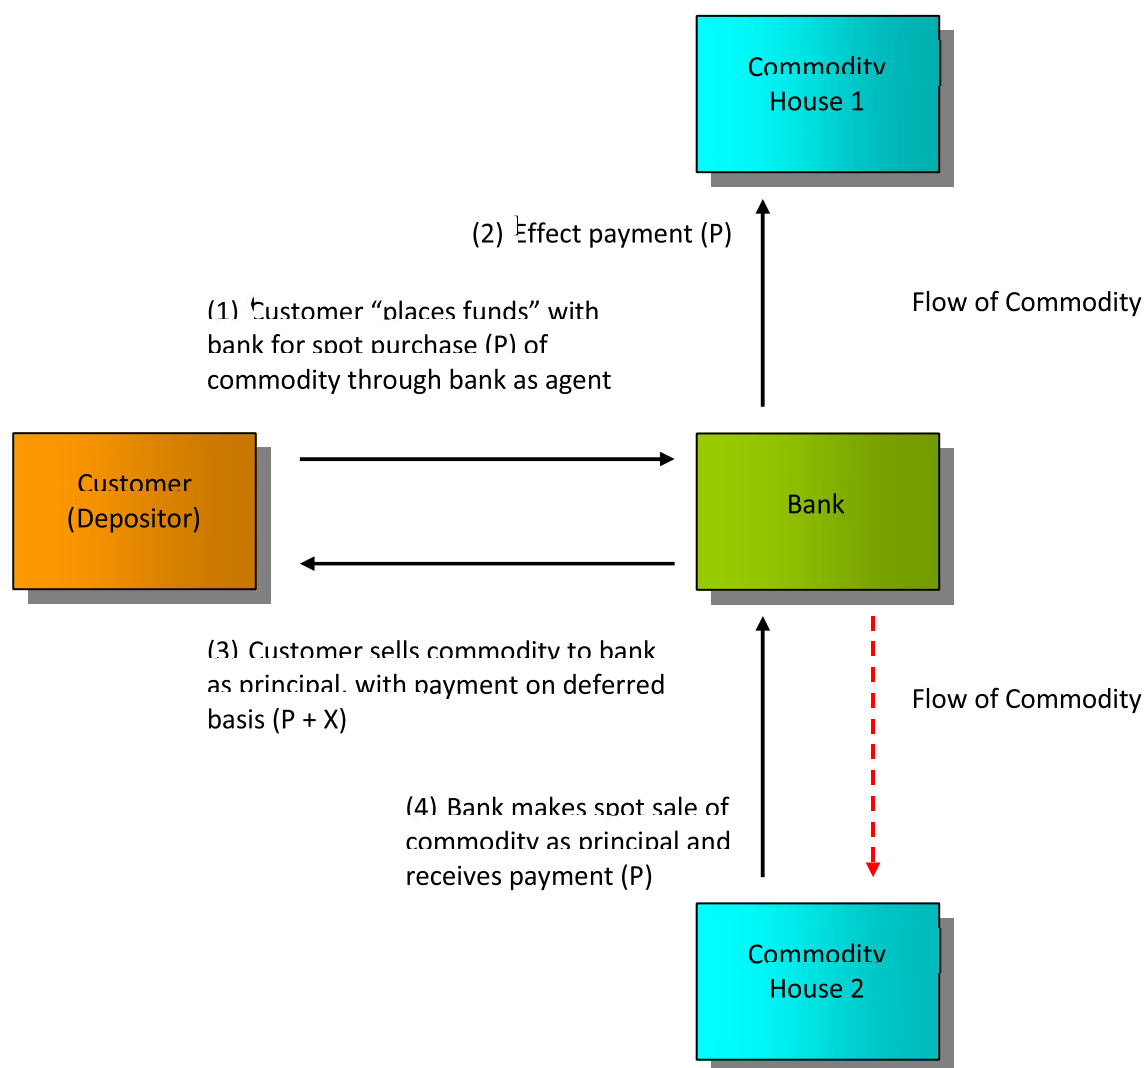 Commodity
House 1
(2) Effect payment (P)
Flow of Commodity
(1) Customer “places funds” with
bank for spot purchase (P) of
commodity through bank as agent
Customer
(Depositor)
Bank
(3) Customer sells commodity to bank
as principal, with payment on deferred
basis (P + X)
Flow of Commodity
(4) Bank makes spot sale of
commodity as principal and
receives payment (P)
Commodity
House 2